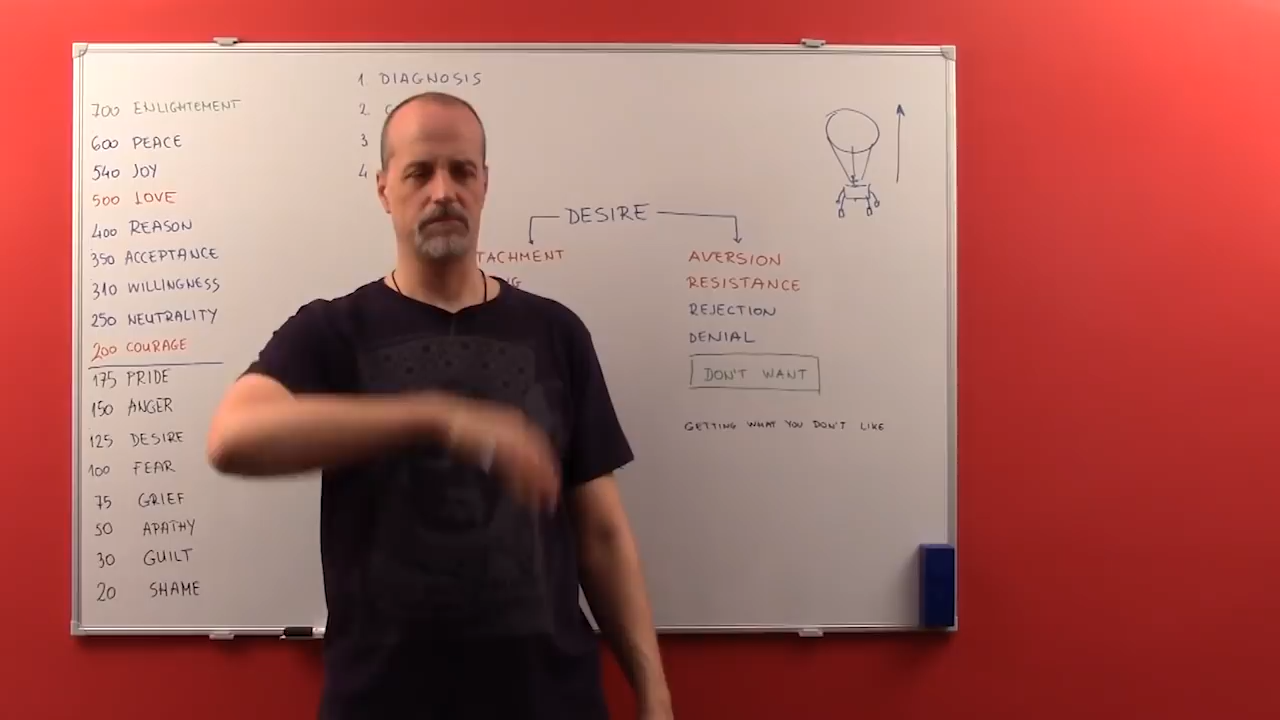 700 ENLIGHTEMENT
600 PEACE
540 JOY
500 LOVE
400 REASON
350 ACCEPTANCE
310 WILLINGNESS
250 NEUTRALITY
200 COURAGE
175 PRIDE
150 ANGER
125 DESIRE
100 FEAR
75 GRIEF
50 APATHY
30 GUILT
20 SHAME
1. DIAGNOSIS
2.
3
4.
DESIRE
TACHMENT
AVERSION
RESISTANCE
REJECTION
DENIAL
DON'T WANT
GETTING WHAT YOU DON'T LIKE